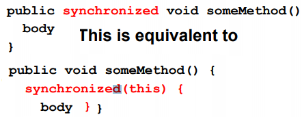 public synchronized void someMethod()
body
This is equivalent to
}
public void someMethod() {
synchronized(this) {
body } }